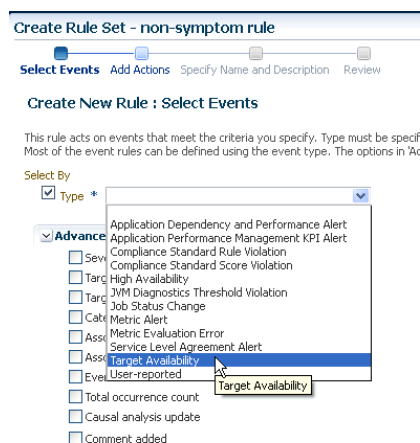 Create Rule Set - non-symptom rule
Select Events Add Actions Specify Name and Description Review
Create New Rule : Select Events
This rule acts on events that meet the criteria you specify. Type must be
Most of the event rules can be defined using the event type. The options in
Select By
Type *
Application Dependency and Performance Alert
Application Performance Management KPI Alert
Compliance Standard Rule Violation
Compliance Standard Score Violation
High Availability
JVM Diagnostics Threshold Violation
Job Status Change
Metric Alert
Metric Evaluation Error
Service Level Agreement Alert
Target Availability
User-reported
Target Availability
Total occurrence count
Causal analysis update
Comment added